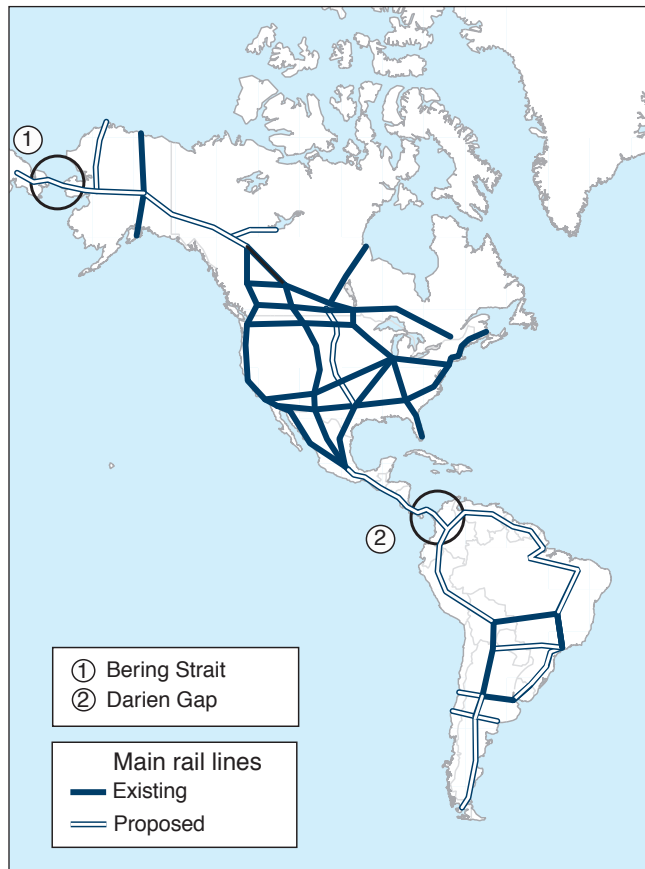 1
2
1 Bering Strait
2 Darien Gap
Main rail lines
Existing
Proposed